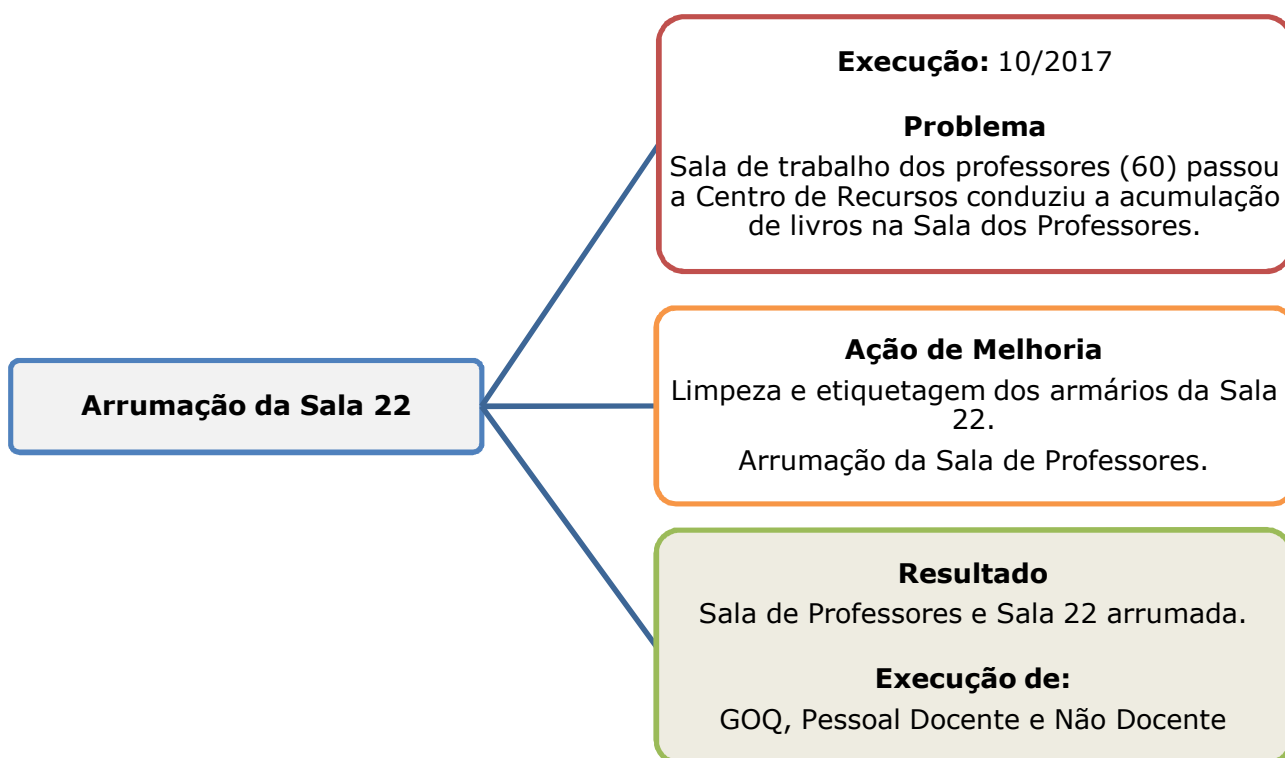 Execução: 10/2017
Problema
Sala de trabalho dos professores (60) passou
a Centro de Recursos conduziu a acumulação
de livros na Sala dos Professores.
Arrumação da Sala 22
Ação de Melhoria
Limpeza e etiquetagem dos armários da Sala
22.
Arrumação da Sala de Professores.
Resultado
Sala de Professores e Sala 22 arrumada.
Execução de:
GOQ, Pessoal Docente e Não Docente